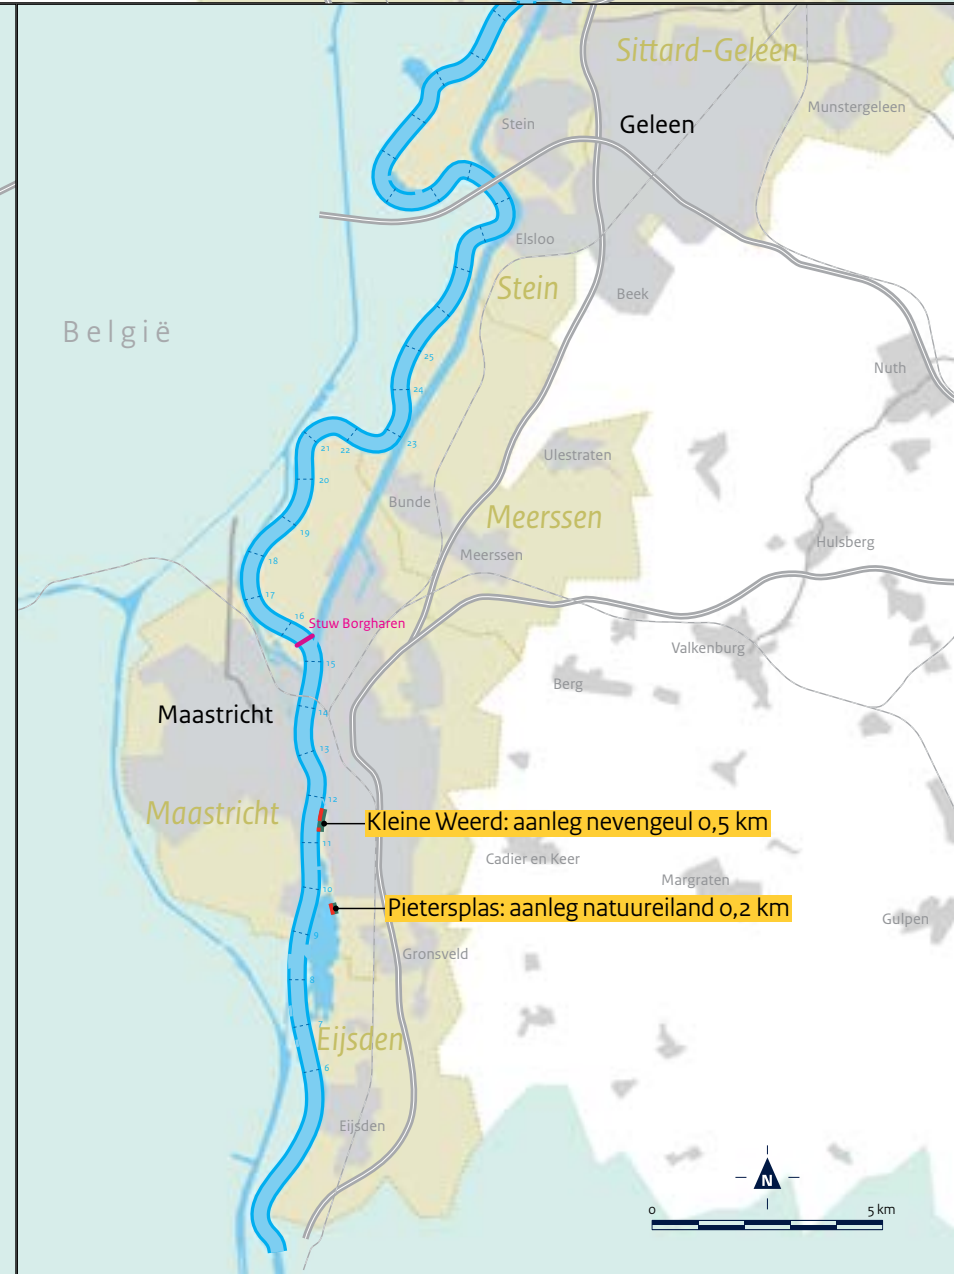 Sittard-Geleen
Munstergeleen
Stein
Geleen
Elsloo
Stein
Beek
België
25
Nuth
24
23
21
22
Ulestraten
20
Bunde
Meerssen
19
Hulsberg
Meerssen
18
17
16
Stuw Borgharen
Valkenburg
15
Berg
14
Maastricht
13
12
Maastricht
Kleine Weerd: aanleg nevengeul 0,5 km
11
Cadier en Keer
Margraten
10
Pietersplas: aanleg natuureiland 0,2 km
Gulpen
9
Gronsveld
8
7
Eijsden
6
Eijsden
N
0
5 km